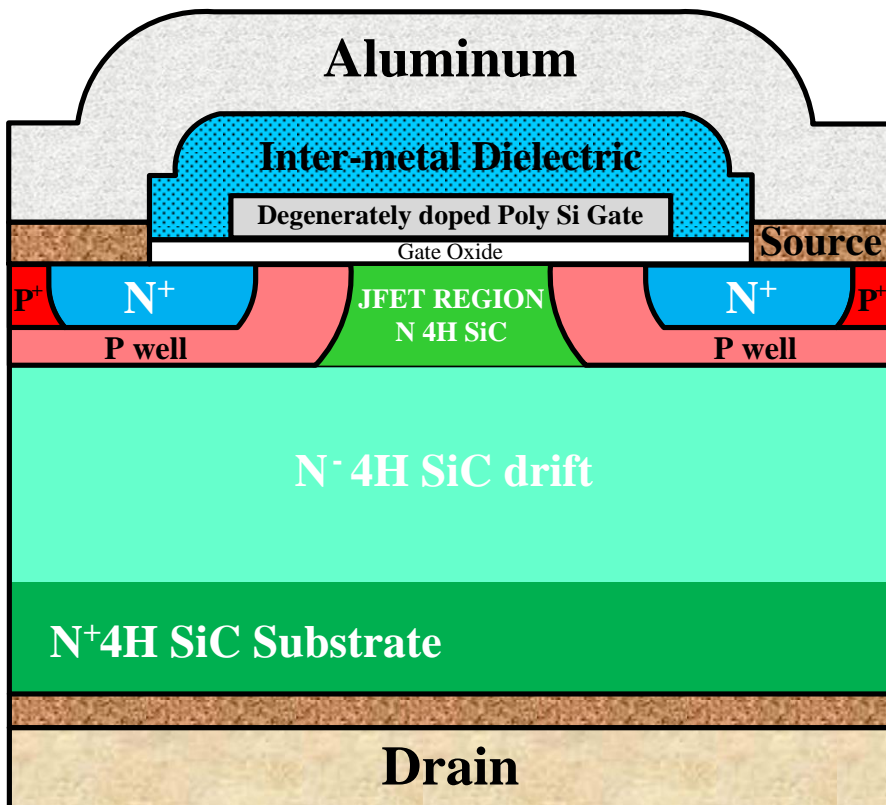 Aluminum
Inter-metal Dielectric
Degenerately doped Poly Si Gate
Gate Oxide
Source
P⁺
N⁺
JFET REGION
N 4H SiC
N⁺
P⁺
P well
P well
N⁻ 4H SiC drift
N⁺4H SiC Substrate
Drain